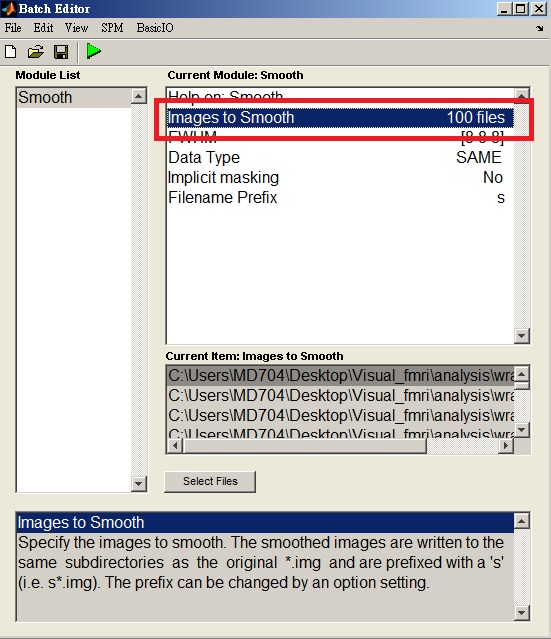 Batch Editor
File Edit View SPM BasicIO
Module List
Smooth
Current Module: Smooth
Help on: Smooth
Images to Smooth 100 files
FWHM [8 8 8]
Data Type SAME
Implicit masking No
Filename Prefix s
Current Item: Images to Smooth
C:\Users\MD704\Desktop\Visual_fmri\analysis\wra
C:\Users\MD704\Desktop\Visual_fmri\analysis\wra
C:\Users\MD704\Desktop\Visual_fmri\analysis\wra
C:\Users\MD704\Desktop\Visual_fmri\analysis\wra
Select Files
Images to Smooth
Specify the images to smooth. The smoothed images are written to the
same subdirectories as the original *.img and are prefixed with a 's'
(i.e. s*.img). The prefix can be changed by an option setting.